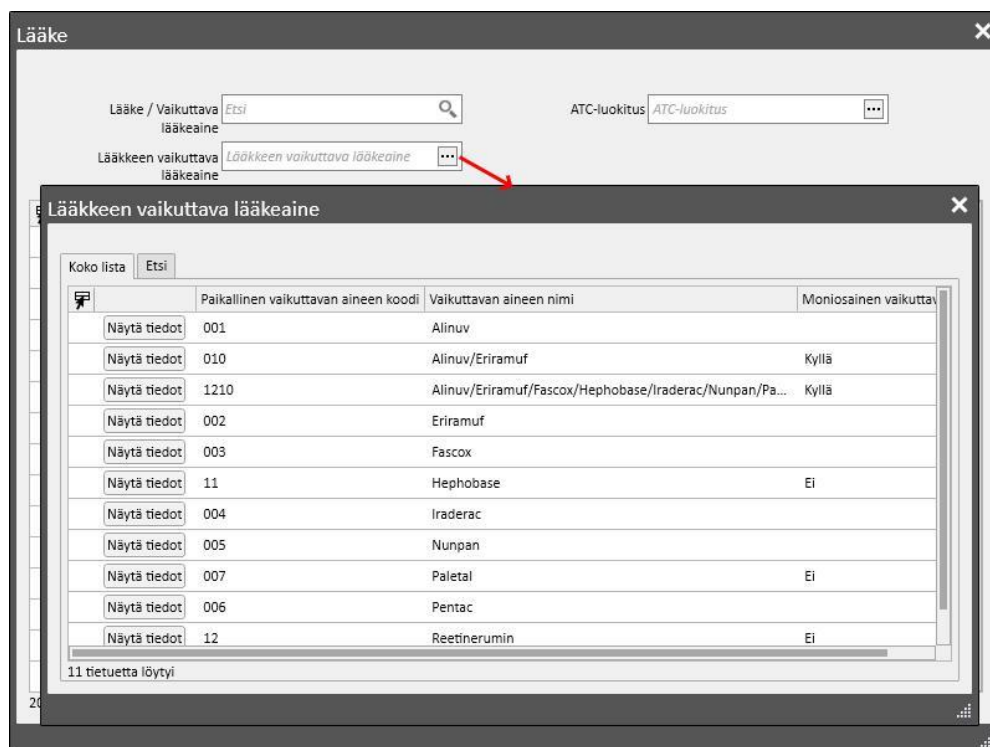 Lääke
Lääke / Vaikuttava lääkeaine
Etsi
ATC-luokitus ATC-luokitus
Lääkkeen vaikuttava lääkeaine
Lääkkeen vaikuttava lääkeaine
Lääkkeen vaikuttava lääkeaine
Koko lista Etsi
Paikallinen vaikuttavan aineen koodi Vaikuttavan aineen nimi Moniosainen vaikuttav
Näytä tiedot 001 Alinuv
Näytä tiedot 010 Alinuv/Eriramuf Kyllä
Näytä tiedot 1210 Alinuv/Eriramuf/Fascox/Hephobase/Iraderac/Nunpan/Pa... Kyllä
Näytä tiedot 002 Eriramuf
Näytä tiedot 003 Fascox
Näytä tiedot 11 Hephobase Ei
Näytä tiedot 004 Iraderac
Näytä tiedot 005 Nunpan
Näytä tiedot 007 Paletal Ei
Näytä tiedot 006 Pentac
Näytä tiedot 12 Reetinerumin Ei
11 tietuetta löytyi
20